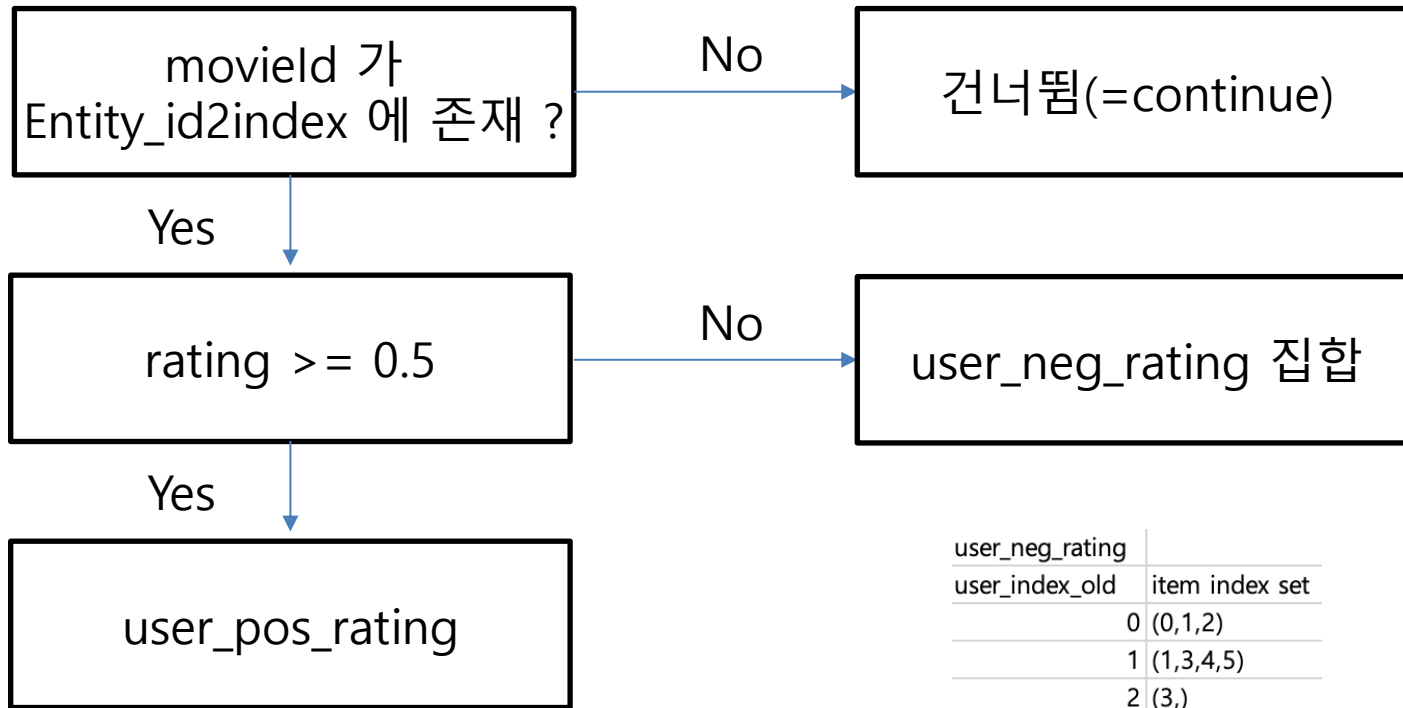 movieId 가
Entity_id2index 에 존재 ?
No
건너뜀(=continue)
Yes
rating >= 0.5
No
user_neg_rating 집합
Yes
user_pos_rating
user_neg_rating
user_index_old item index set
0 (0,1,2)
1 (1,3,4,5)
2 (3,)